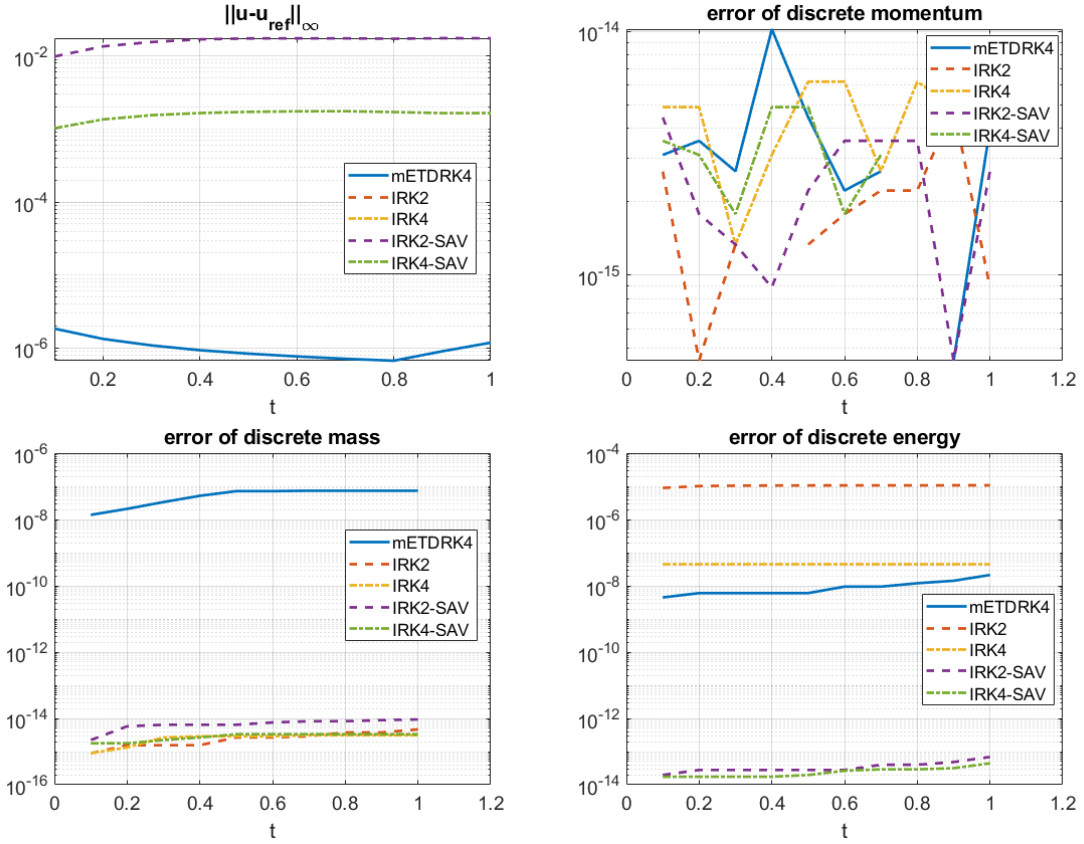 ||u-u_ref||_∞
10^-2
10^-4
10^-6
0.2
0.4
0.6
0.8
1
t
mETDRK4
IRK2
IRK4
IRK2-SAV
IRK4-SAV
error of discrete momentum
10^-14
10^-15
0
0.2
0.4
0.6
0.8
1
1.2
t
mETDRK4
IRK2
IRK4
IRK2-SAV
IRK4-SAV
error of discrete mass
10^-6
10^-8
10^-10
10^-12
10^-14
10^-16
0
0.2
0.4
0.6
0.8
1
1.2
t
mETDRK4
IRK2
IRK4
IRK2-SAV
IRK4-SAV
error of discrete energy
10^-4
10^-6
10^-8
10^-10
10^-12
10^-14
0
0.2
0.4
0.6
0.8
1
1.2
t
mETDRK4
IRK2
IRK4
IRK2-SAV
IRK4-SAV